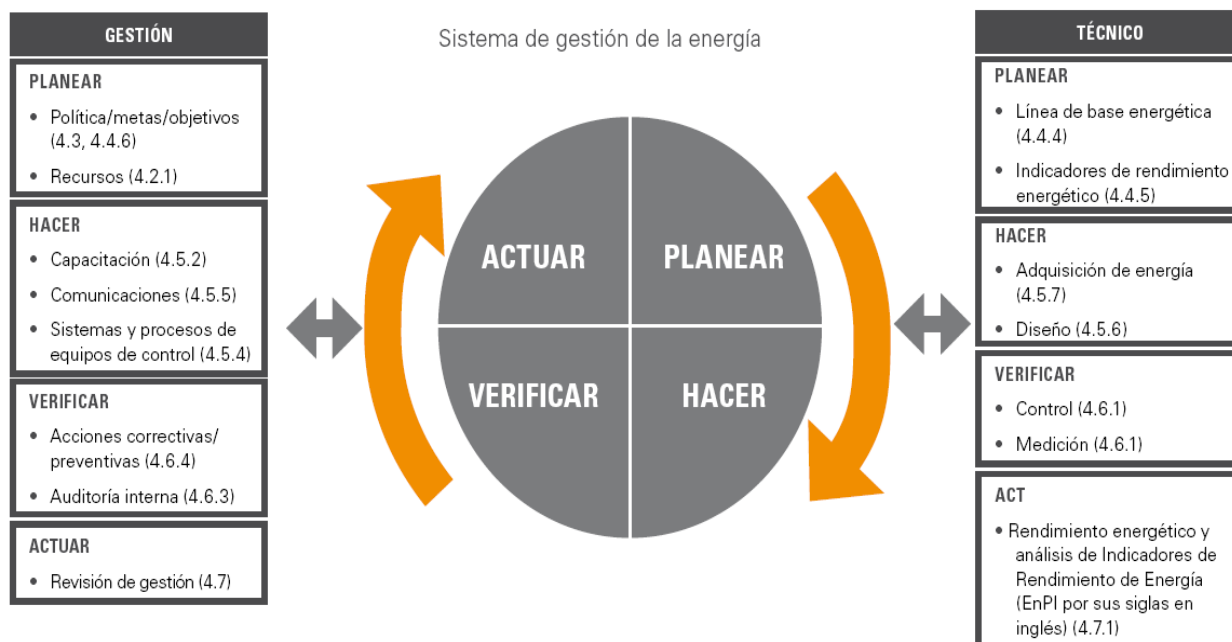 Sistema de gestión de la energía
GESTIÓN
PLANEAR
• Política/metas/objetivos
(4.3, 4.4.6)
• Recursos (4.2.1)
HACER
• Capacitación (4.5.2)
• Comunicaciones (4.5.5)
• Sistemas y procesos de
equipos de control (4.5.4)
VERIFICAR
• Acciones correctivas/
preventivas (4.6.4)
• Auditoría interna (4.6.3)
ACTUAR
• Revisión de gestión (4.7)
ACTUAR
PLANEAR
VERIFICAR
HACER
TÉCNICO
PLANEAR
• Línea de base energética
(4.4.4)
• Indicadores de rendimiento
energético (4.4.5)
HACER
• Adquisición de energía
(4.5.7)
• Diseño (4.5.6)
VERIFICAR
• Control (4.6.1)
• Medición (4.6.1)
ACT
• Rendimiento energético y
análisis de Indicadores de
Rendimiento de Energía
(EnPI por sus siglas en
inglés) (4.7.1)